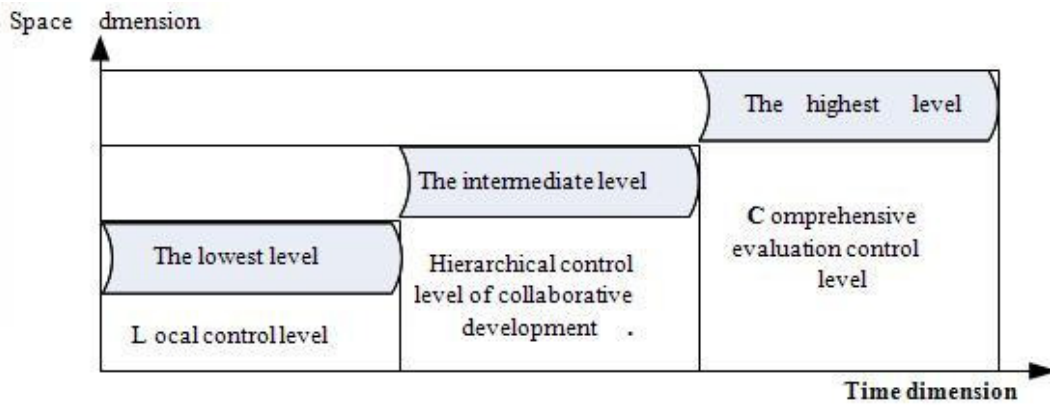 Space dmension
The highest level
The intermediate level
C omprehensive
evaluation control
level
The lowest level
Hierarchical control
level of collaborative
development .
L ocal control level
Time dimension